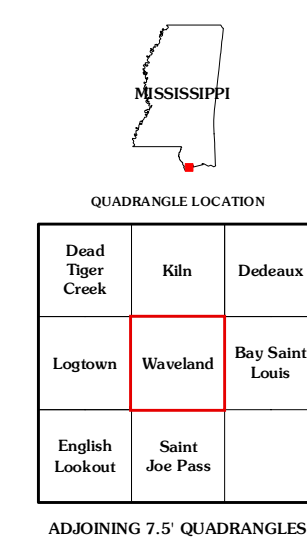 MISSISSIPPI
QUADRANGLE LOCATION
Dead
Tiger
Creek
Kiln
Dedeaux
Logtown
Waveland
Bay Saint
Louis
English
Lookout
Saint
Joe Pass
ADJOINING 7.5' QUADRANGLES